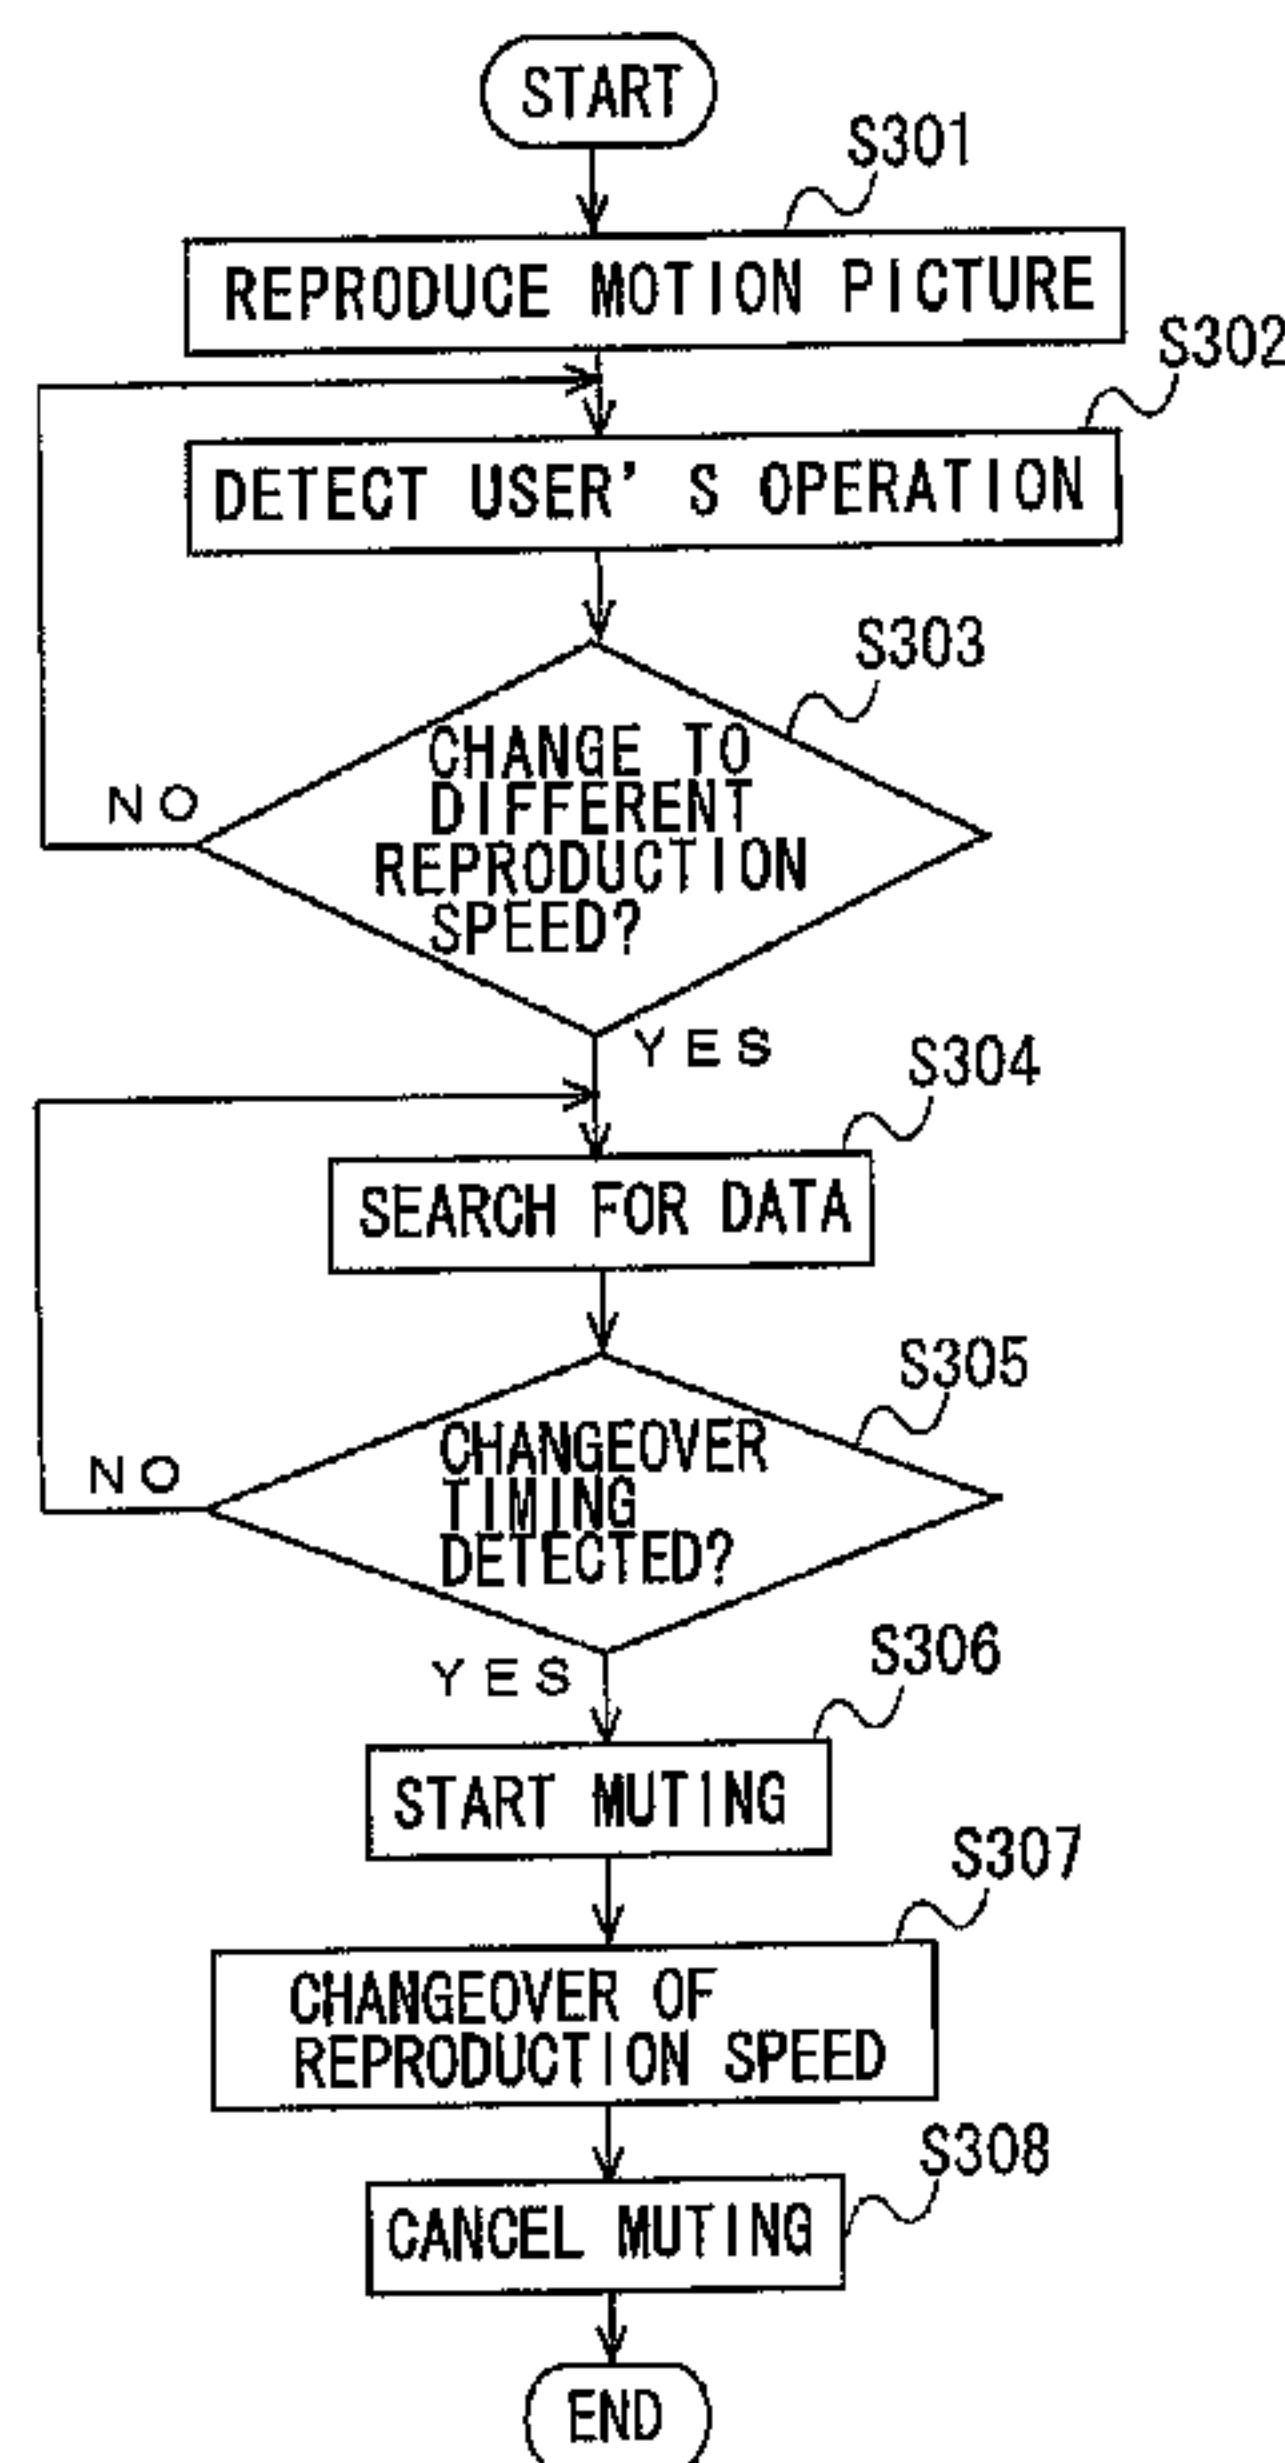 START
S301
REPRODUCE MOTION PICTURE
S302
DETECT USER'S OPERATION
S303
CHANGE TO
DIFFERENT
REPRODUCTION
SPEED?
NO
YES
S304
SEARCH FOR DATA
S305
CHANGEOVER
TIMING
DETECTED?
NO
YES
S306
START MUTING
S307
CHANGEOVER OF
REPRODUCTION SPEED
S308
CANCEL MUTING
END